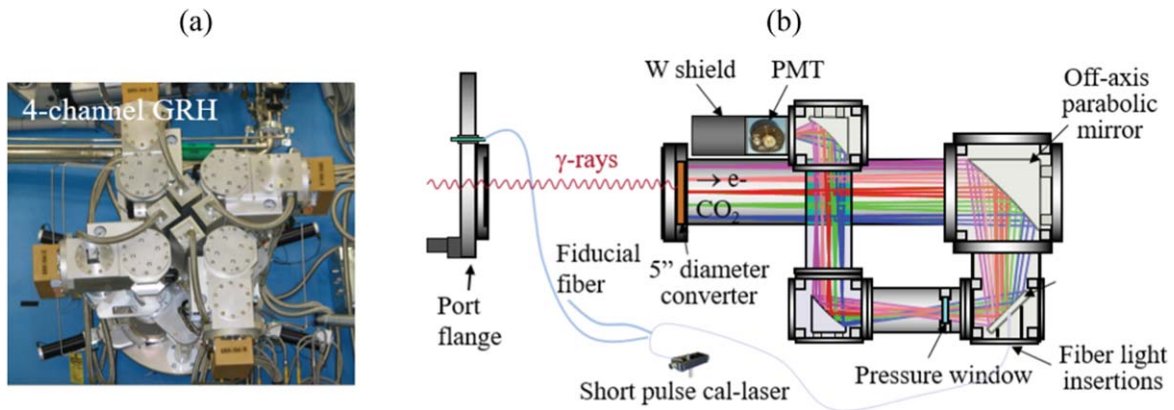 (a)
(b)
4-channel GRH
W shield
PMT
Off-axis
parabolic
mirror
γ-rays
→ e-
CO₂
Fiducial
fiber
5” diameter
converter
Port
flange
Short pulse cal-laser
Pressure window
Fiber light
insertions